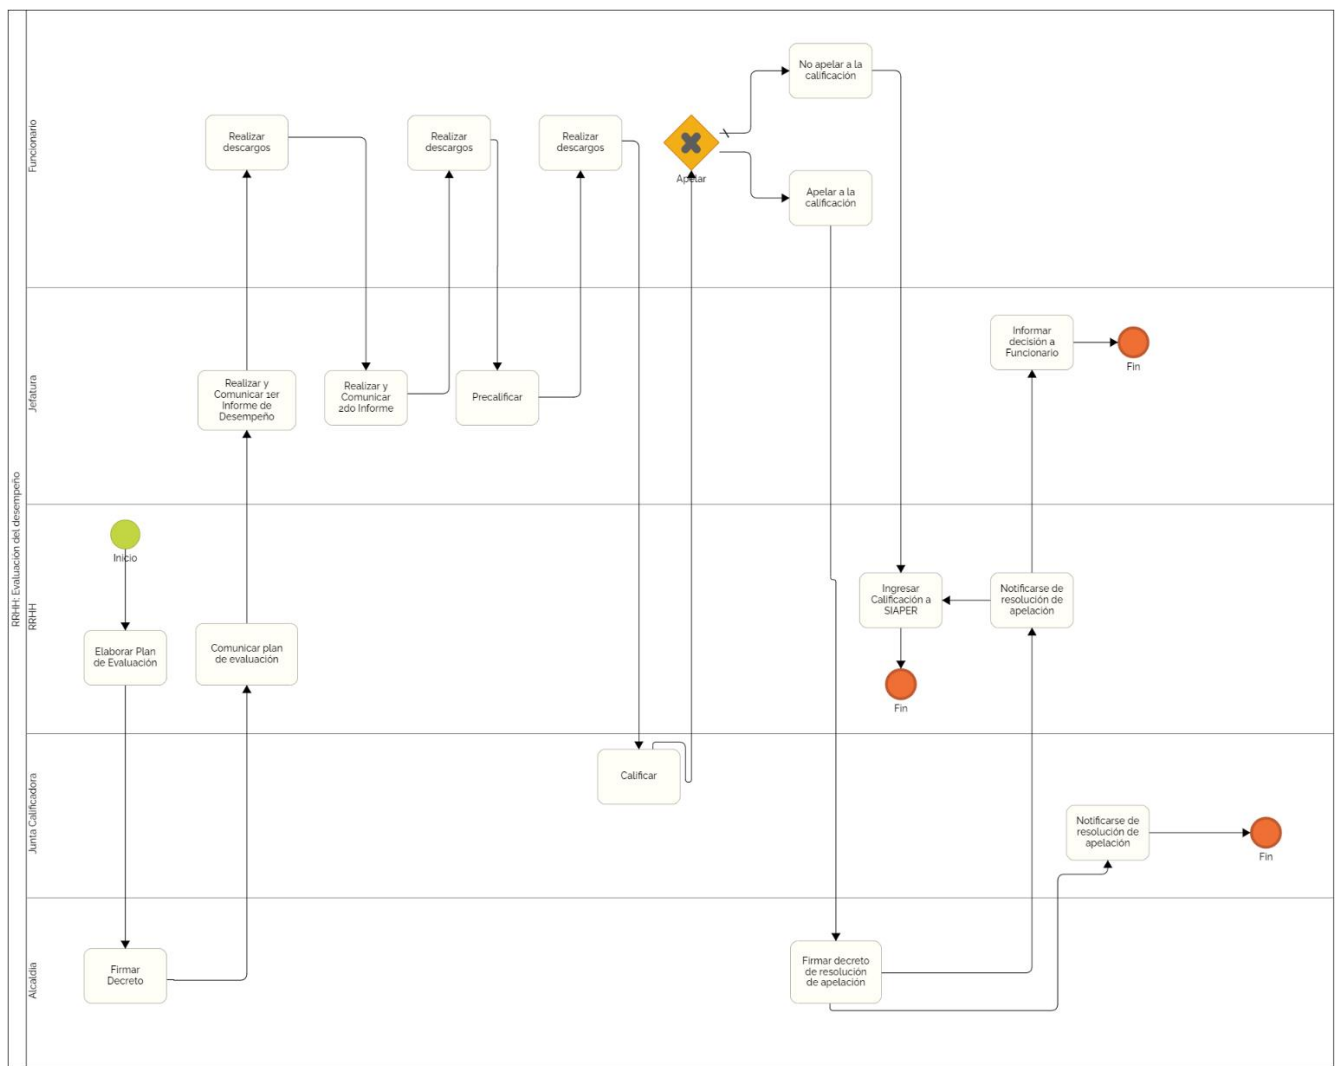 RRHH: Evaluación del desempeño
Funcionario
Realizar
descargos
Realizar
descargos
Realizar
descargos
Apelar
No apelar a la
calificación
Apelar a la
calificación
Jefatura
Realizar y
Comunicar 1er
Informe de
Desempeño
Realizar y
Comunicar
2do Informe
Precalificar
Informar
decisión a
Funcionario
Fin
RRHH
Inicio
Elaborar Plan
de Evaluación
Comunicar plan
de evaluación
Ingresar
Calificación a
SIAPER
Notificarse de
resolución de
apelación
Fin
Junta Calificadora
Calificar
Notificarse de
resolución de
apelación
Fin
Alcaldía
Firmar
Decreto
Firmar decreto
de resolución
de apelación